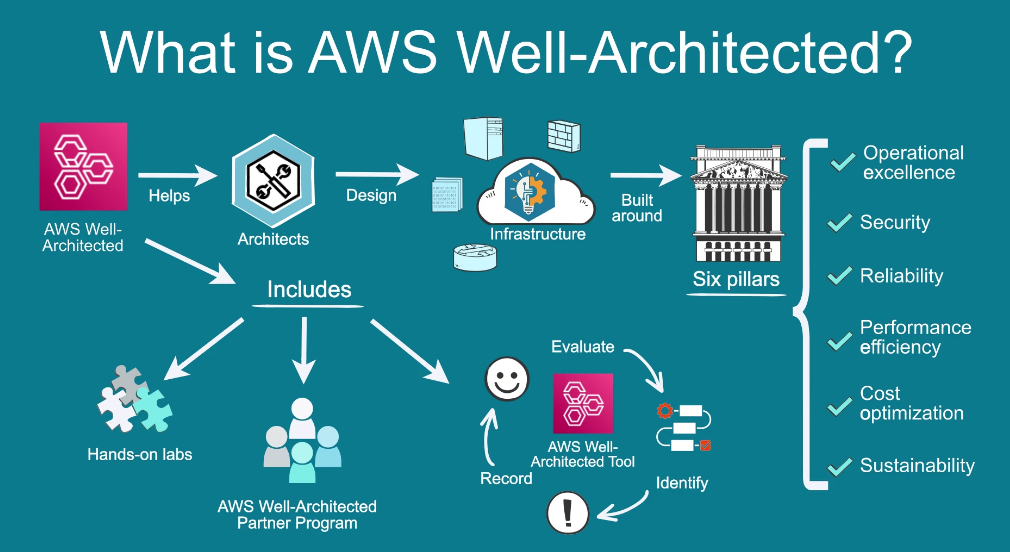 What is AWS Well-Architected?
AWS Well-
Architected
Helps
Architects
Design
Infrastructure
Built
around
Six pillars
Operational
excellence
Security
Reliability
Performance
efficiency
Cost
optimization
Sustainability
Includes
Hands-on labs
AWS Well-Architected
Partner Program
Evaluate
AWS Well-
Architected Tool
Record
Identify
!